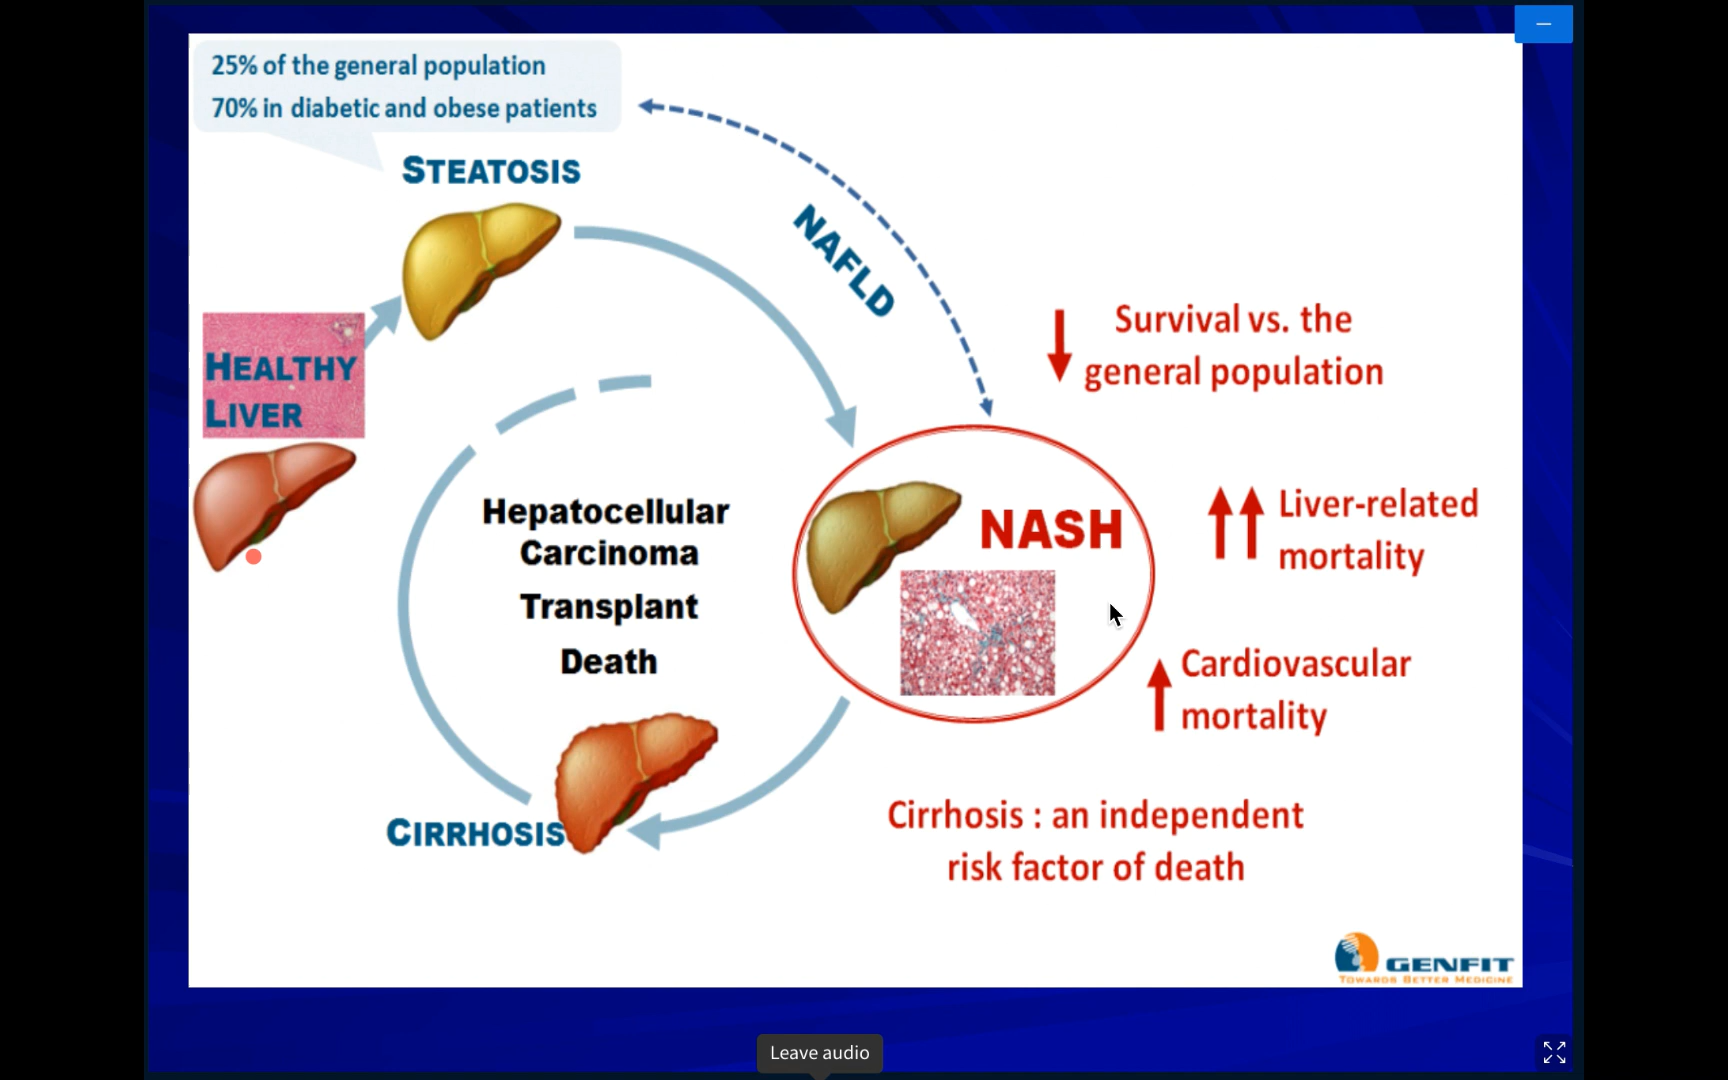 25% of the general population
70% in diabetic and obese patients
STEATOSIS
NAFLD
HEALTHY
LIVER
Survival vs. the
general population
Hepatocellular
Carcinoma
Transplant
Death
NASH
Liver-related
mortality
Cardiovascular
mortality
CIRRHOSIS
Cirrhosis : an independent
risk factor of death
GENFIT
TOWARDS BETTER MEDICINE
Leave audio